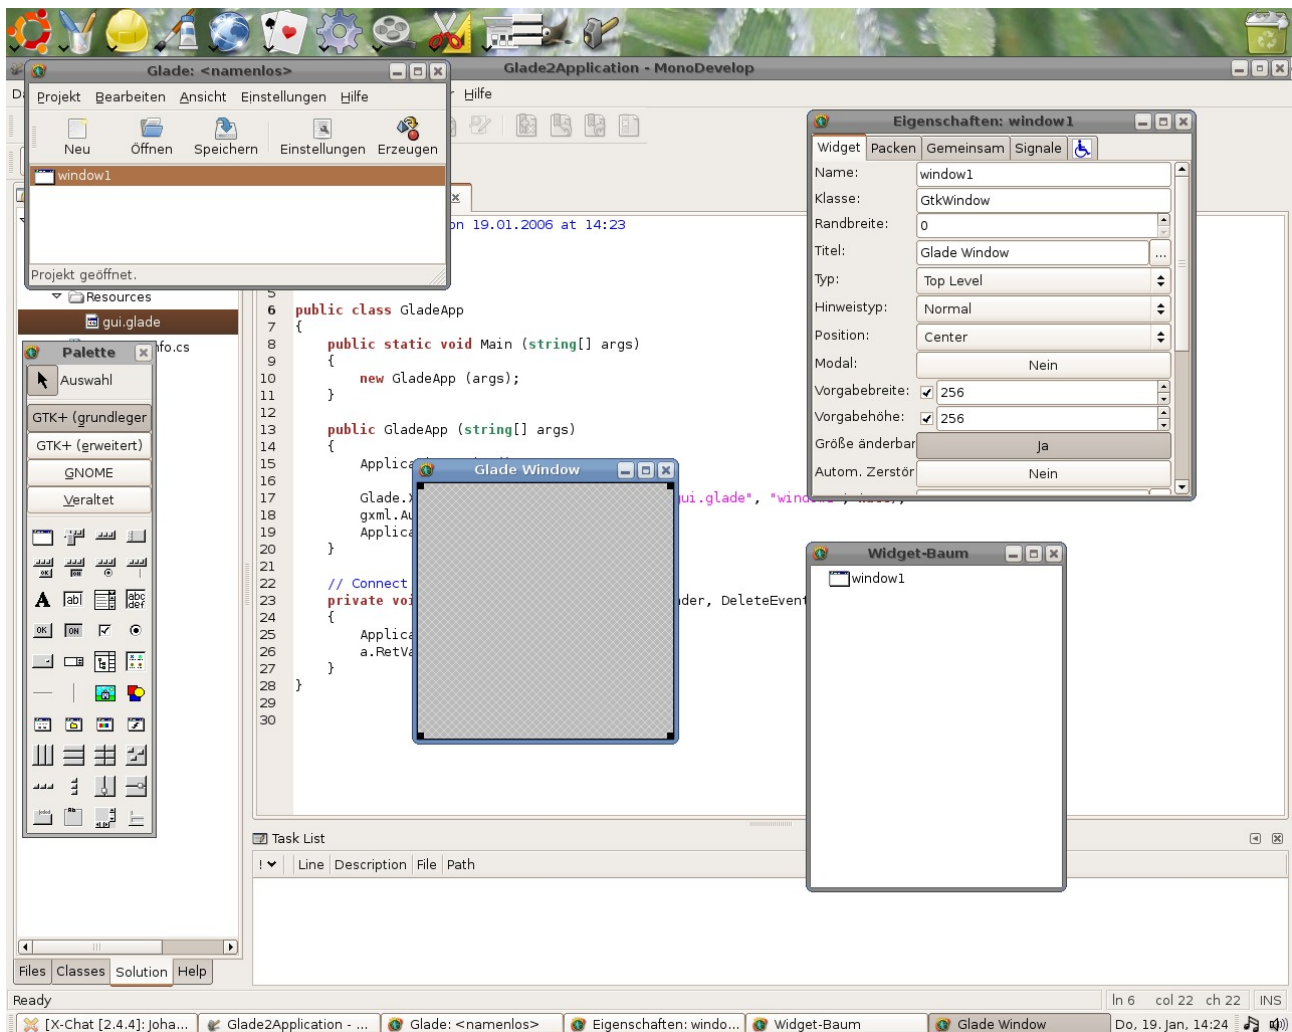 Glade: <namenlos>
Glade2Application - MonoDevelop
Projekt Bearbeiten Ansicht Einstellungen Hilfe
Hilfe
Neu Öffnen Speichern Einstellungen Erzeugen
window1
Projekt geöffnet.
Eigenschaften: window1
Widget Packen Gemeinsam Signale
Name: window1
Klasse: GtkWindow
Randbreite: 0
Titel: Glade Window ...
Typ: Top Level
Hinweistyp: Normal
Position: Center
Modal: Nein
Vorgabebreite: 256
Vorgabehöhe: 256
Größe änderbar Ja
Autom. Zerstör Nein
on 19.01.2006 at 14:23
Resources
gui.glade
nfo.cs
Palette
Auswahl
GTK+ (grundleger
GTK+ (erweitert)
GNOME
Veraltet
5
6 public class GladeApp
7 {
8 public static void Main (string[] args)
9 {
10 new GladeApp (args);
11 }
12
13 public GladeApp (string[] args)
14 {
15 Applica
16
17 Glade. ui.glade", "wind
18 gxml.Au
19 Applica
20 }
21
22 // Connect
23 private voi der, DeleteEvent
24 {
25 Applica
26 a.RetVa
27 }
28 }
29
30
Glade Window
Widget-Baum
window1
Task List
! Line Description File Path
Files Classes Solution Help
Ready ln 6 col 22 ch 22 INS
[X-Chat [2.4.4]: Joha... Glade2Application - ... Glade: <namenlos> Eigenschaften: windo... Widget-Baum Glade Window Do, 19. Jan, 14:24